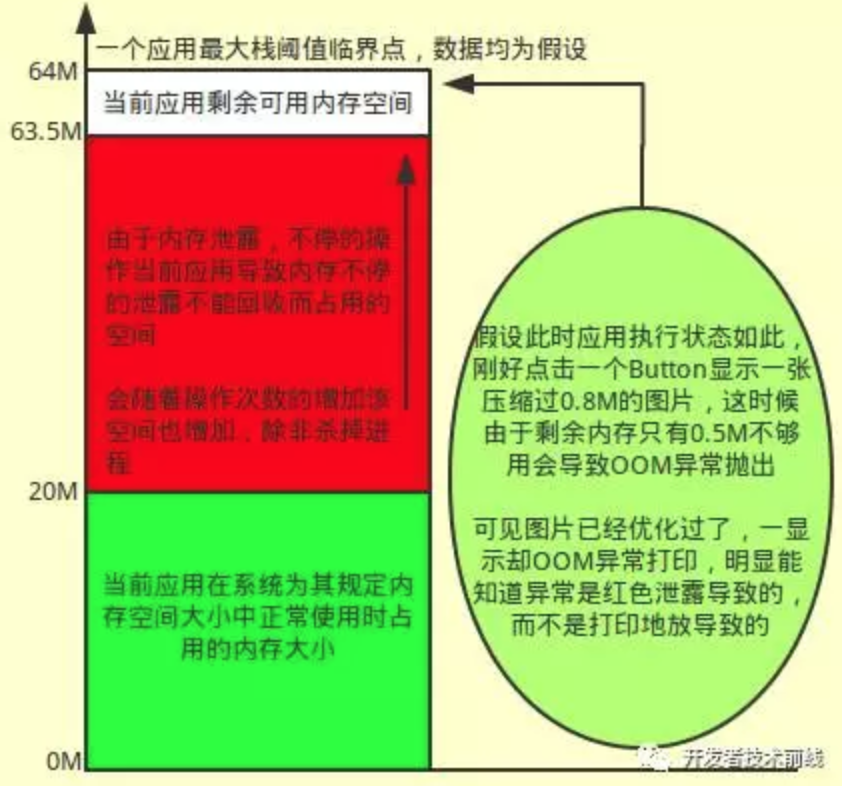 一个应用最大栈阈值临界点，数据均为假设
64M
当前应用剩余可用内存空间
63.5M
由于内存泄露，不停的操
作当前应用导致内存不停
的泄露不能回收而占用的
空间
会随着操作次数的增加该
空间也增加，除非杀掉进
程
20M
当前应用在系统为其规定内
存空间大小中正常使用时占
用的内存大小
0M
假设此时应用执行状态如此，
刚好点击一个Button显示一张
压缩过0.8M的图片，这时候
由于剩余内存只有0.5M不够
用会导致OOM异常抛出
可见图片已经优化过了，一显
示却OOM异常打印，明显能
知道异常是红色泄露导致的，
而不是打印地放导致的
开发者技术前线